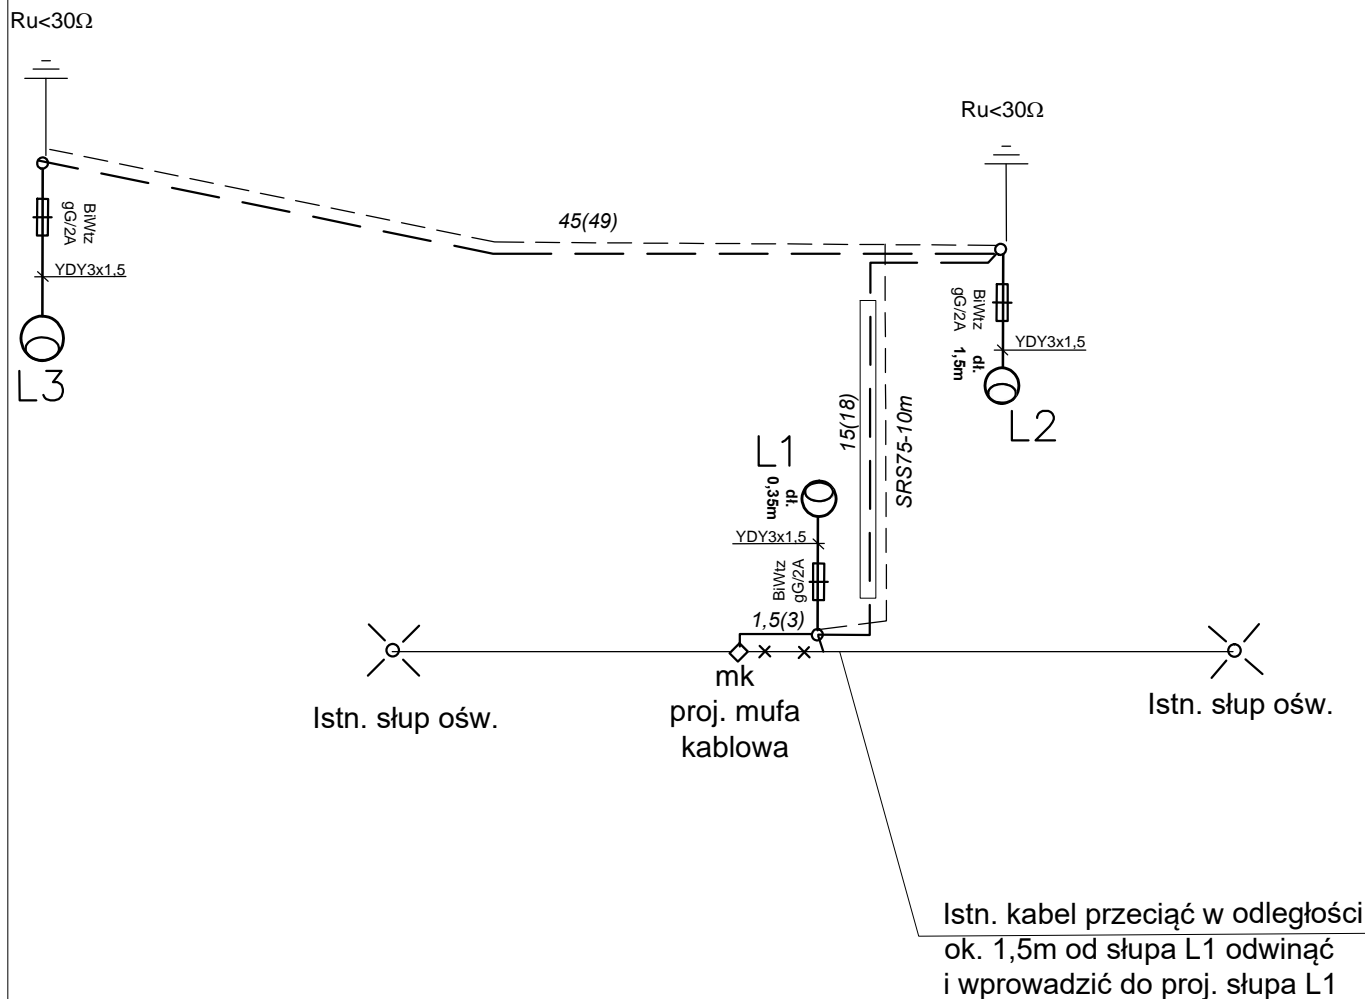 Ru<30Ω
Ru<30Ω
45(49)
BiWtz
gG/2A
YDY3x1,5
L3
BiWtz
gG/2A
dł.
1,5m
YDY3x1,5
L2
15(18)
SRS75-10m
L1
dł.
0,35m
YDY3x1,5
BiWtz
gG/2A
1,5(3)
Istn. słup ośw.
mk
proj. mufa
kablowa
Istn. słup ośw.
Istn. kabel przeciąć w odległości
ok. 1,5m od słupa L1 odwinąć
i wprowadzić do proj. słupa L1